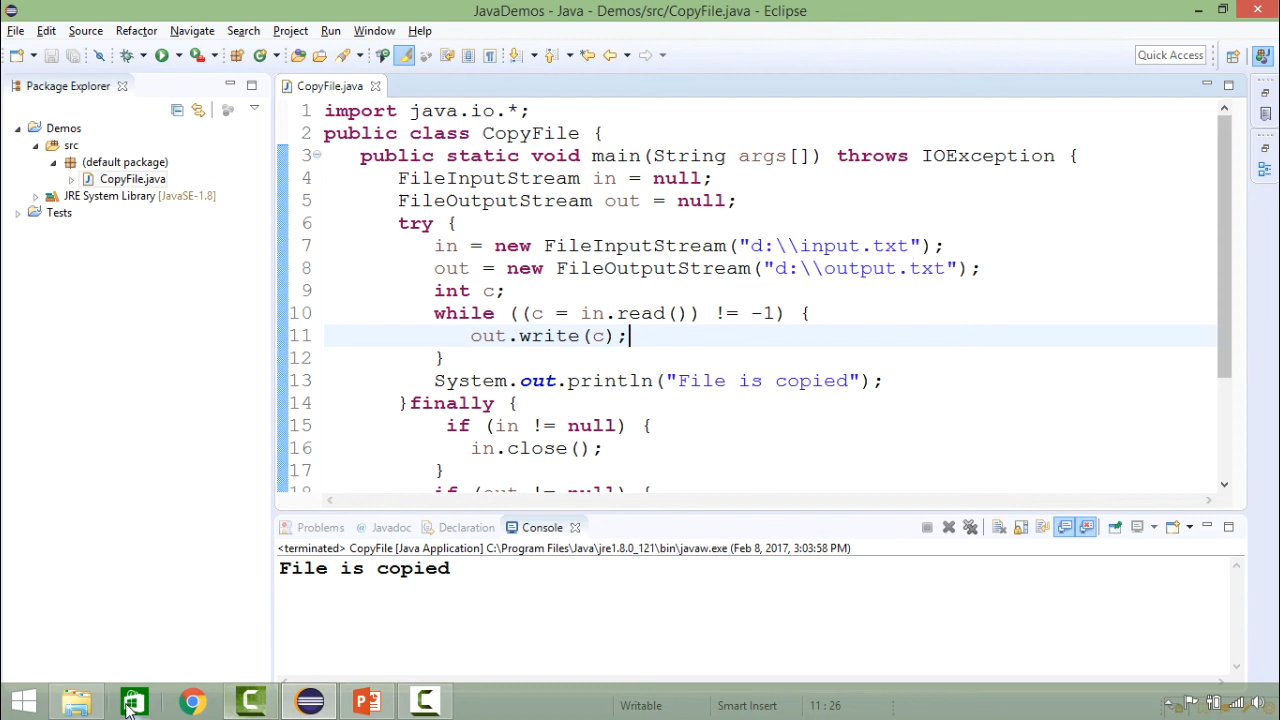 JavaDemos - Java - Demos/src/CopyFile.java - Eclipse
File Edit Source Refactor Navigate Search Project Run Window Help
Quick Access
Package Explorer
Demos
src
(default package)
CopyFile.java
JRE System Library [JavaSE-1.8]
Tests
CopyFile.java
1 import java.io.*;
2 public class CopyFile {
3 public static void main(String args[]) throws IOException {
4 FileInputStream in = null;
5 FileOutputStream out = null;
6 try {
7 in = new FileInputStream("d:\\input.txt");
8 out = new FileOutputStream("d:\\output.txt");
9 int c;
10 while ((c = in.read()) != -1) {
11 out.write(c);
12 }
13 System.out.println("File is copied");
14 }finally {
15 if (in != null) {
16 in.close();
17 }
18 if (out != null) {
Problems Javadoc Declaration Console
<terminated> CopyFile [Java Application] C:\Program Files\Java\jre1.8.0_121\bin\javaw.exe (Feb 8, 2017, 3:03:58 PM)
File is copied
Writable Smart Insert 11 : 26